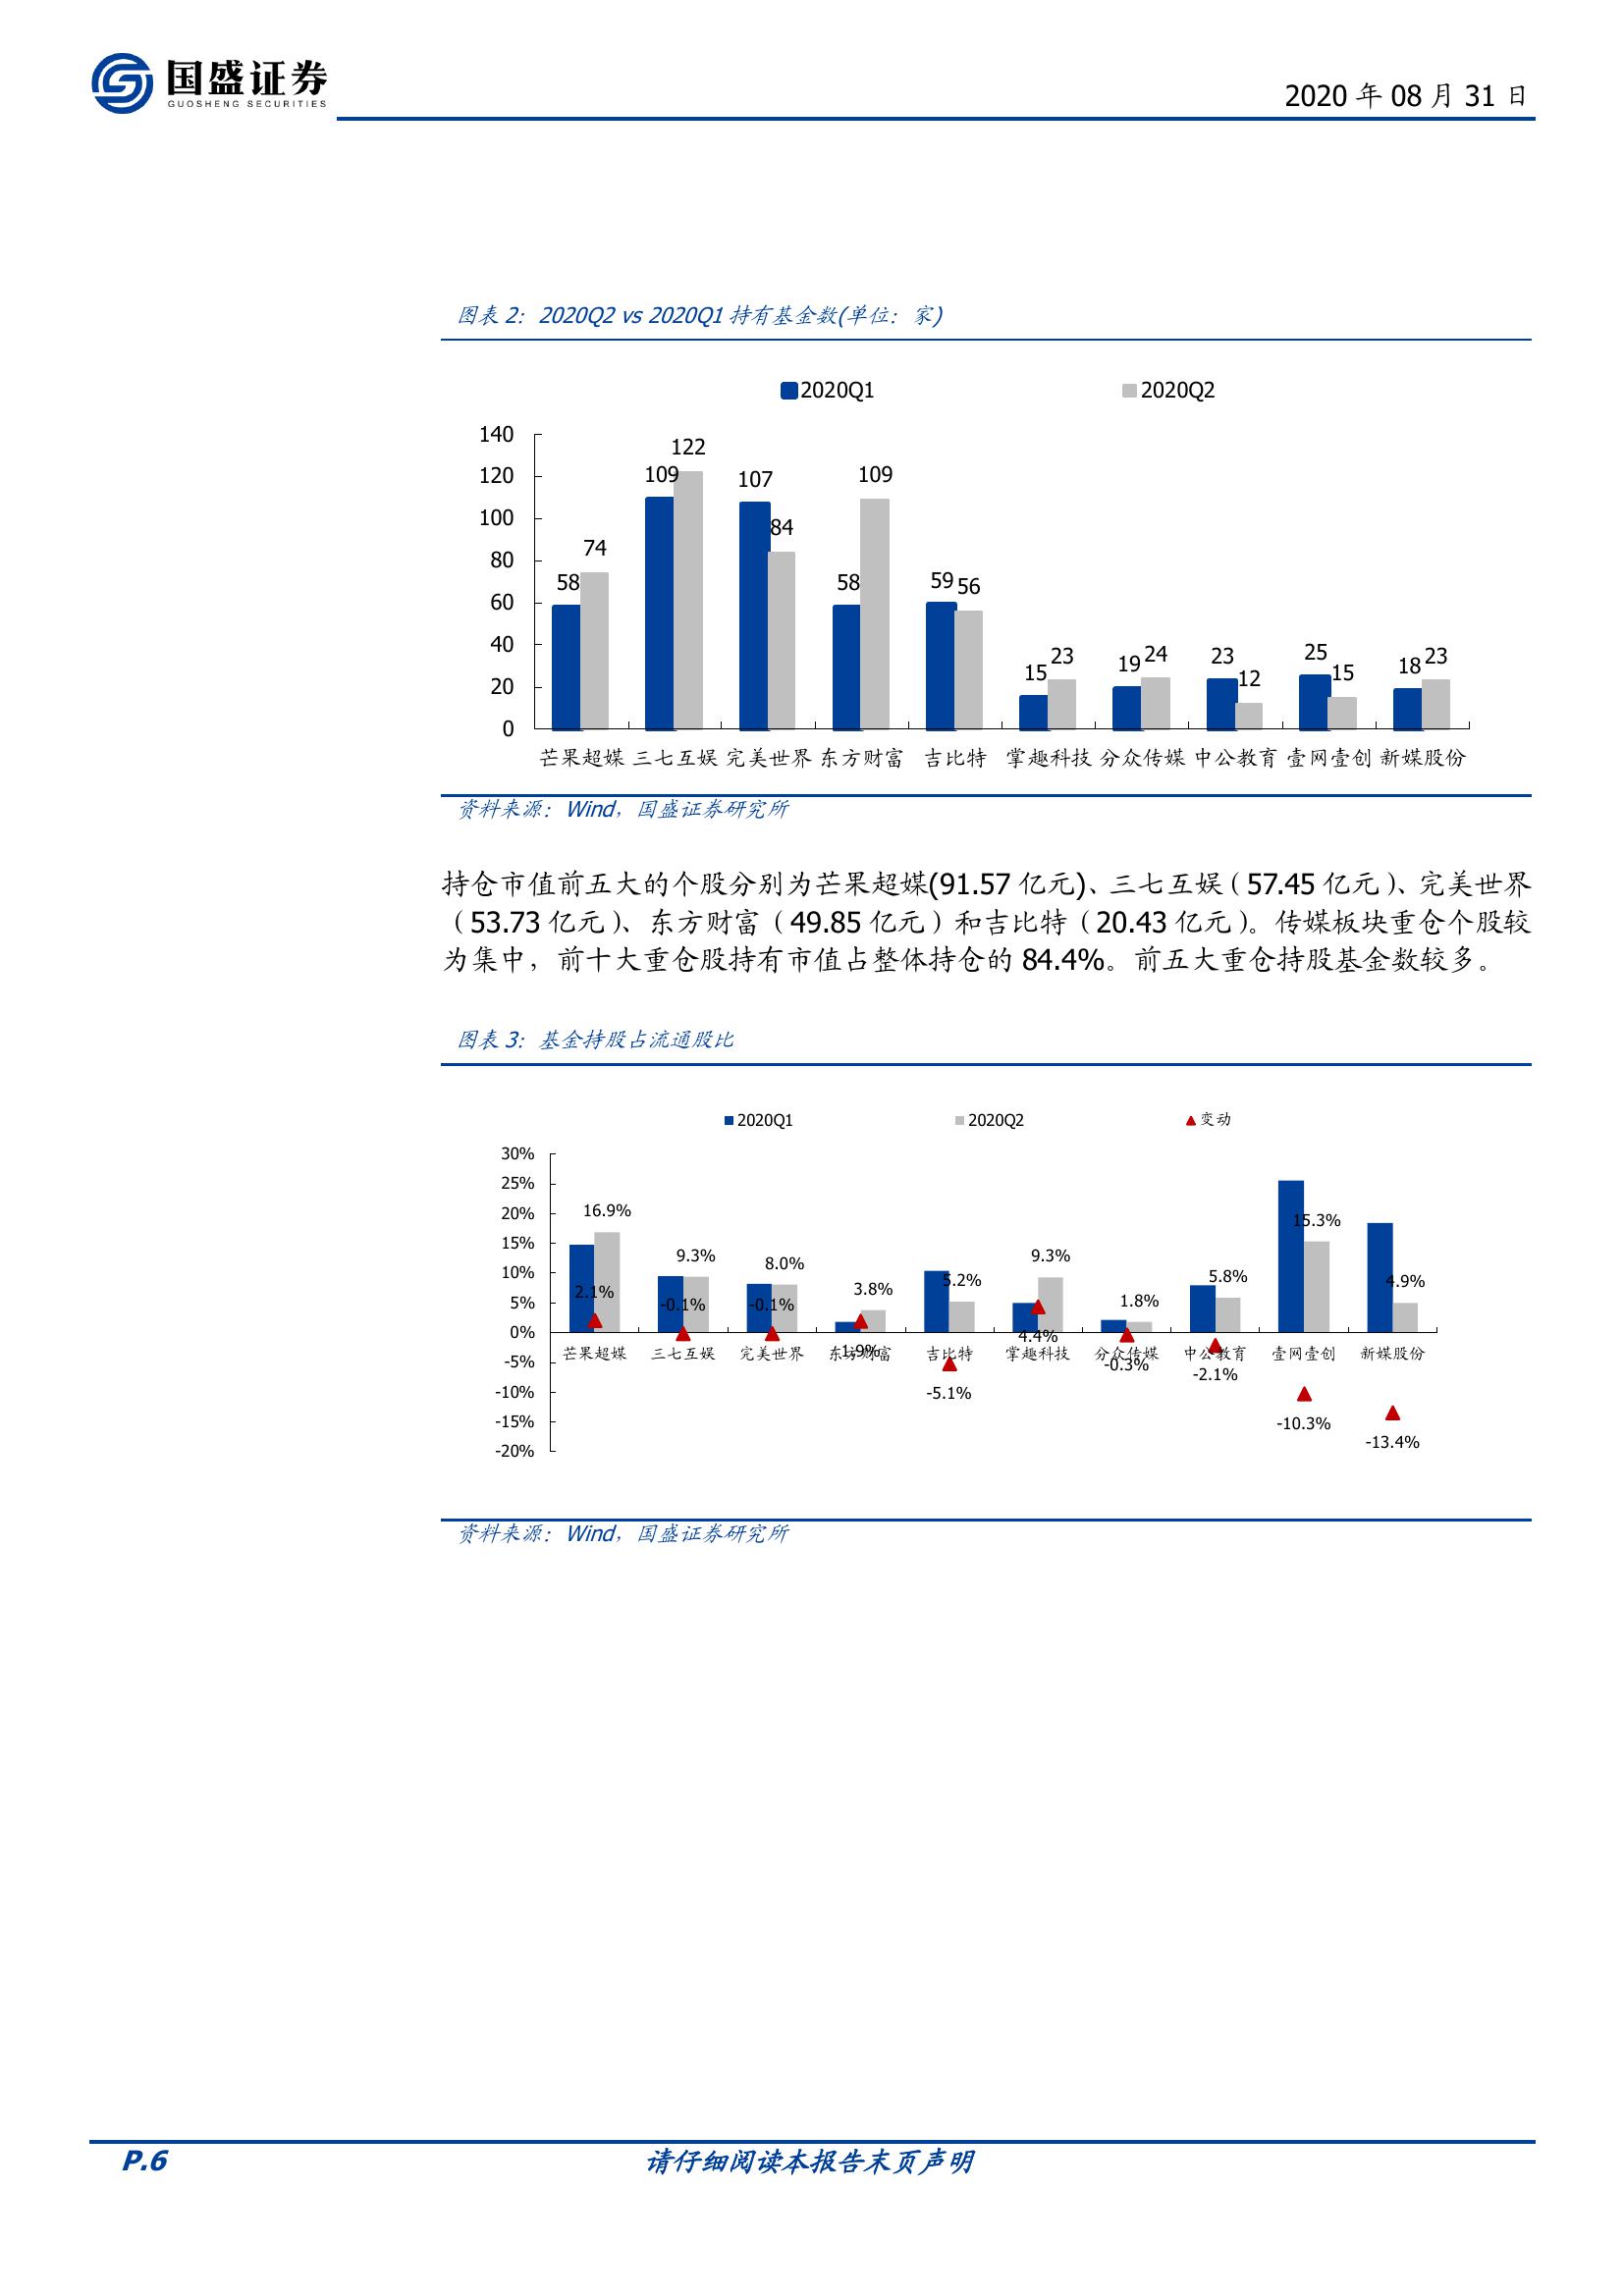 国盛证券
GUOSHENG SECURITIES
2020 年 08 月 31 日
图表 2：2020Q2 vs 2020Q1 持有基金数(单位：家)
2020Q1 2020Q2
140
120
100
80
60
40
20
0
58 109 107 58 59 15 19 23 25 18
74 122 84 109 56 23 24 12 15 23
芒果超媒 三七互娱 完美世界 东方财富 吉比特 掌趣科技 分众传媒 中公教育 壹网壹创 新媒股份
资料来源：Wind，国盛证券研究所
持仓市值前五大的个股分别为芒果超媒(91.57 亿元)、三七互娱（57.45 亿元）、完美世界
（53.73 亿元）、东方财富（49.85 亿元）和吉比特（20.43 亿元）。传媒板块重仓个股较
为集中，前十大重仓股持有市值占整体持仓的 84.4%。前五大重仓持股基金数较多。
图表 3：基金持股占流通股比
2020Q1 2020Q2 变动
30%
25%
20%
15%
10%
5%
0%
-5%
-10%
-15%
-20%
16.9% 9.3% 8.0% 3.8% 5.2% 9.3% 1.8% 5.8% 15.3% 4.9%
2.1% -0.1% -0.1% 1.9% -5.1% 4.4% -0.3% -2.1% -10.3% -13.4%
芒果超媒 三七互娱 完美世界 东方财富 吉比特 掌趣科技 分众传媒 中公教育 壹网壹创 新媒股份
资料来源：Wind，国盛证券研究所
P.6
请仔细阅读本报告末页声明